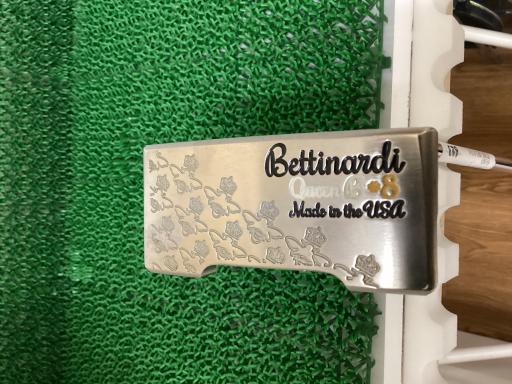 Bettinardi
Queen B #8
Made in the USA